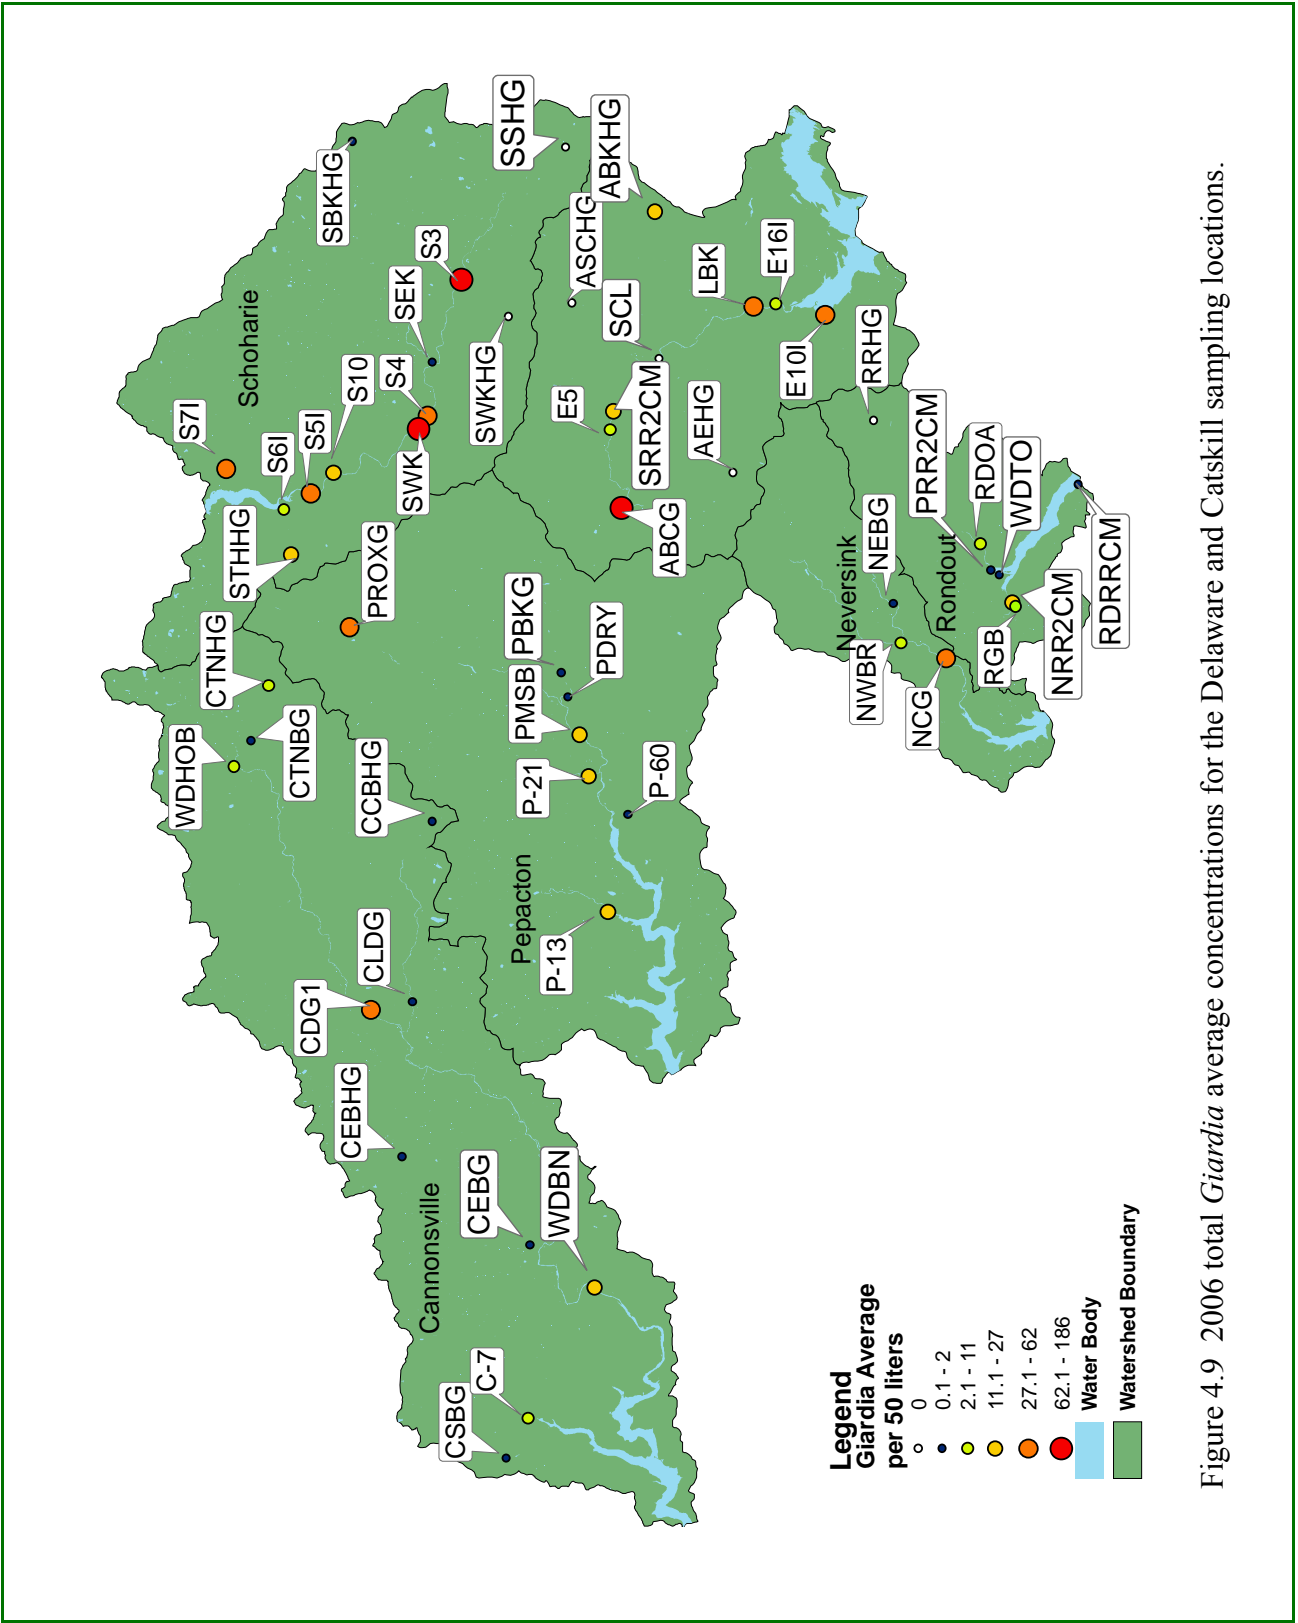 SBKHG
SSHG
ABKHG
S3
SEK
ASCHG
Schoharie
S10
S4
SWKHG
SCL
LBK
E16I
S7I
S6I
S5I
SWK
E5
SRR2CM
AEHG
E10I
RRHG
STHHG
PROXG
ABCG
PRR2CM
RDOA
WDTO
Neversink
NEBG
Rondout
CTNHG
PBKG
PDRY
NWBR
NCG
RGB
NRR2CM
RDRRCM
WDHOB
CTNBG
CCBHG
PMSB
P-21
P-60
Pepacton
P-13
CLDG
CDG1
CEBHG
CEBG
WDBN
Cannonsville
C-7
CSBG
Legend
Giardia Average
per 50 liters
0
0.1 - 2
2.1 - 11
11.1 - 27
27.1 - 62
62.1 - 186
Water Body
Watershed Boundary
Figure 4.9 2006 total Giardia average concentrations for the Delaware and Catskill sampling locations.